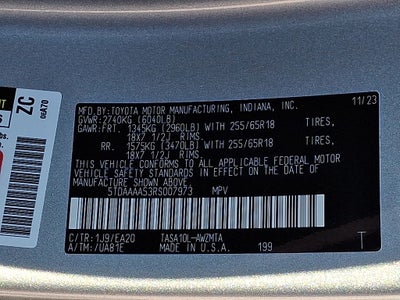 ZC
06A70
MFD.BY:TOYOTA MOTOR MANUFACTURING, INDIANA, INC.
GVWR:2740KG (6040LB) 11/23
GAWR:FRT. 1345KG (2960LB) WITH 255/65R18 TIRES,
18X7 1/2J RIMS.
RR. 1575KG (3470LB) WITH 255/65R18 TIRES,
18X7 1/2J RIMS.
THIS VEHICLE CONFORMS TO ALL APPLICABLE FEDERAL MOTOR
VEHICLE SAFETY STANDARDS IN EFFECT ON THE DATE OF
MANUFACTURE SHOWN ABOVE.
5TDAAAA53RS007973 MPV
C/TR: 1J9/EA20 TASA10L-AWZMTA
A/TM: /UAB1E MADE IN U.S.A. 199 T